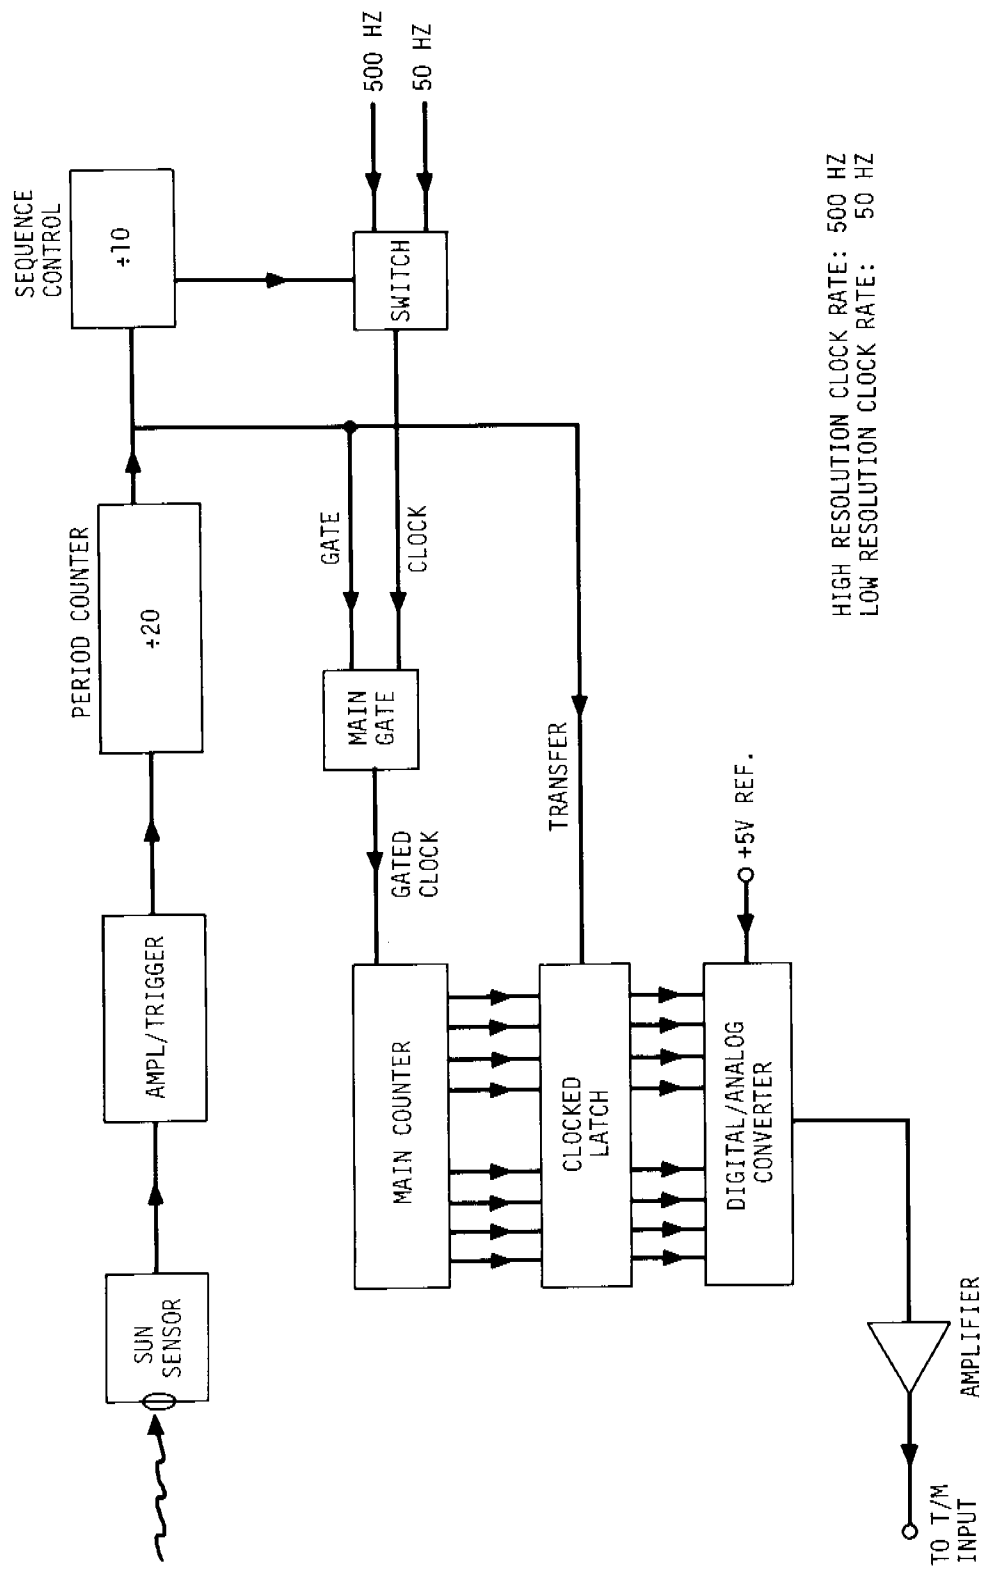 SEQUENCE
CONTROL
PERIOD COUNTER
÷10
÷20
AMPL/TRIGGER
SUN
SENSOR
500 HZ
50 HZ
SWITCH
GATE
CLOCK
MAIN
GATE
GATED
CLOCK
MAIN COUNTER
TRANSFER
CLOCKED
LATCH
+5V REF.
DIGITAL/ANALOG
CONVERTER
HIGH RESOLUTION CLOCK RATE: 500 HZ
LOW RESOLUTION CLOCK RATE: 50 HZ
AMPLIFIER
TO T/M
INPUT